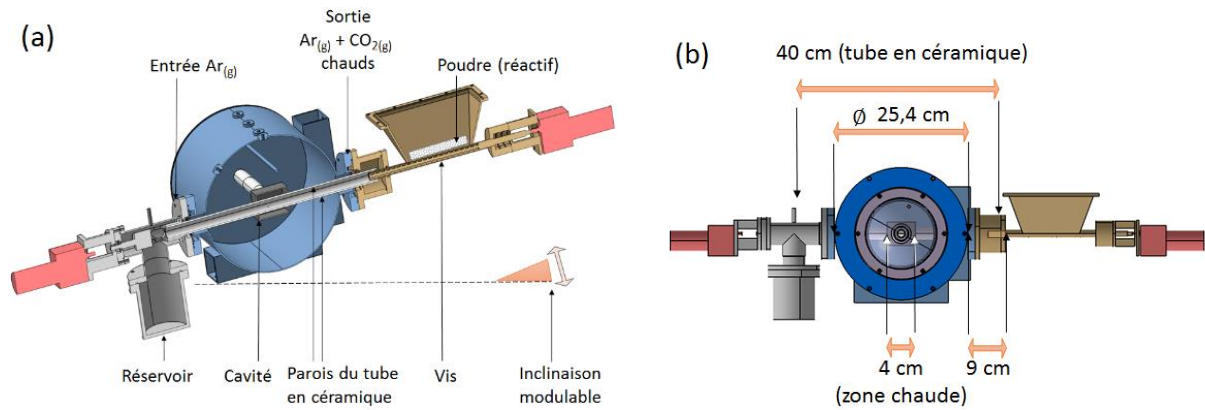 (a)
Sortie
Ar(g) + CO2(g)
chauds
Entrée Ar(g)
Poudre (réactif)
Réservoir
Cavité
Parois du tube
en céramique
Vis
Inclinaison
modulable
(b)
40 cm (tube en céramique)
Ø 25,4 cm
4 cm
(zone chaude)
9 cm